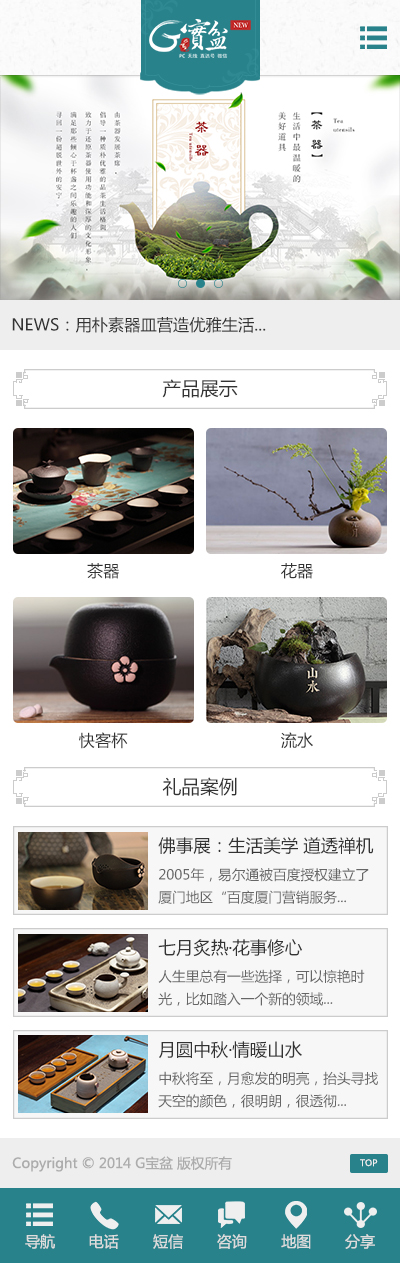 G寶盆
NEW
PC 天线 直达号 微信
【茶器】
Tea
utensils
生活中最温暖的
美好道具
茶器
Tea utensils
由茶器发展茶席，
倡导一种质朴优雅的品茶生活格调。
致力于还原茶器里用功能和深厚的文化形象，
满足那些倾心于杯盏之间乐趣的人们
寻回一份超脱世外的安宁。
NEWS：用朴素器皿营造优雅生活...
产品展示
茶器
花器
快客杯
山水
流水
礼品案例
佛事展：生活美学 道透禅机
2005年，易尔通被百度授权建立了
厦门地区“百度厦门营销服务...
七月炙热·花事修心
人生里总有一些选择，可以惊艳时
光，比如踏入一个新的领域...
月圆中秋·情暖山水
中秋将至，月愈发的明亮，抬头寻找
天空的颜色，很明朗，很透彻...
Copyright © 2014 G宝盆 版权所有
TOP
导航
电话
短信
咨询
地图
分享